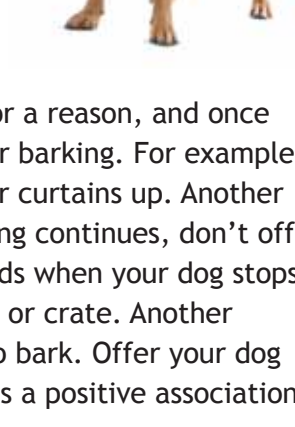 or a reason, and once
r barking. For example
r curtains up. Another
ng continues, don’t off
ds when your dog stops
or crate. Another
o bark. Offer your dog
s a positive association